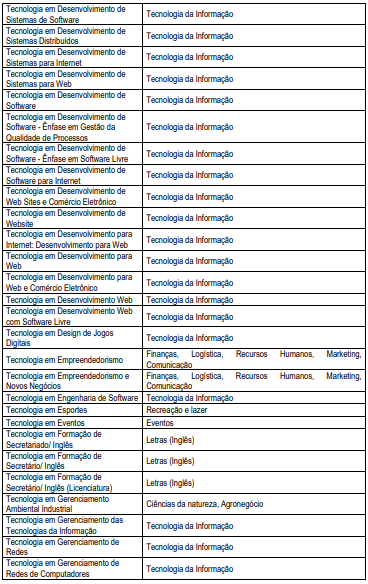 Tecnologia em Desenvolvimento de
Sistemas de Software
Tecnologia da Informação
Tecnologia em Desenvolvimento de
Sistemas Distribuídos
Tecnologia da Informação
Tecnologia em Desenvolvimento de
Sistemas para Internet
Tecnologia da Informação
Tecnologia em Desenvolvimento de
Sistemas para Web
Tecnologia da Informação
Tecnologia em Desenvolvimento de
Software
Tecnologia da Informação
Tecnologia em Desenvolvimento de
Software - Ênfase em Gestão da
Qualidade de Processos
Tecnologia da Informação
Tecnologia em Desenvolvimento de
Software - Ênfase em Software Livre
Tecnologia da Informação
Tecnologia em Desenvolvimento de
Software para Internet
Tecnologia da Informação
Tecnologia em Desenvolvimento de
Web Sites e Comércio Eletrônico
Tecnologia da Informação
Tecnologia em Desenvolvimento de
Website
Tecnologia da Informação
Tecnologia em Desenvolvimento para
Internet: Desenvolvimento para Web
Tecnologia da Informação
Tecnologia em Desenvolvimento para
Web
Tecnologia da Informação
Tecnologia em Desenvolvimento para
Web e Comércio Eletrônico
Tecnologia da Informação
Tecnologia em Desenvolvimento Web
Tecnologia da Informação
Tecnologia em Desenvolvimento Web
com Software Livre
Tecnologia da Informação
Tecnologia em Design de Jogos
Digitais
Tecnologia da Informação
Tecnologia em Empreendedorismo
Finanças, Logística, Recursos Humanos, Marketing,
Comunicação
Tecnologia em Empreendedorismo e
Novos Negócios
Finanças, Logística, Recursos Humanos, Marketing,
Comunicação
Tecnologia em Engenharia de Software
Tecnologia da Informação
Tecnologia em Esportes
Recreação e lazer
Tecnologia em Eventos
Eventos
Tecnologia em Formação de
Secretariado/ Inglês
Letras (Inglês)
Tecnologia em Formação de
Secretário/ Inglês
Letras (Inglês)
Tecnologia em Formação de
Secretário/ Inglês (Licenciatura)
Letras (Inglês)
Tecnologia em Gerenciamento
Ambiental Industrial
Ciências da natureza, Agronegócio
Tecnologia em Gerenciamento das
Tecnologias da Informação
Tecnologia da Informação
Tecnologia em Gerenciamento de
Redes
Tecnologia da Informação
Tecnologia em Gerenciamento de
Redes de Computadores
Tecnologia da Informação